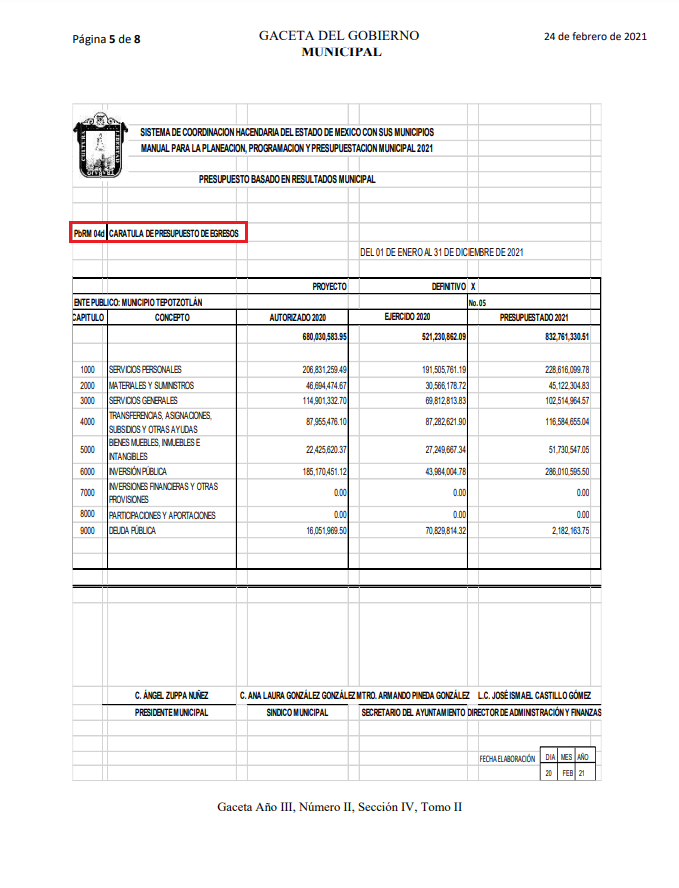 Página 5 de 8
GACETA DEL GOBIERNO
MUNICIPAL
24 de febrero de 2021
SISTEMA DE COORDINACION HACENDARIA DEL ESTADO DE MEXICO CON SUS MUNICIPIOS
MANUAL PARA LA PLANEACION, PROGRAMACION Y PRESUPUESTACION MUNICIPAL 2021
PRESUPUESTO BASADO EN RESULTADOS MUNICIPAL
PbRM 04d CARATULA DE PRESUPUESTO DE EGRESOS
DEL 01 DE ENERO AL 31 DE DICIEMBRE DE 2021
PROYECTO DEFINITIVO X
ENTE PUBLICO: MUNICIPIO TEPOTZOTLÁN No. 05
CAPITULO CONCEPTO AUTORIZADO 2020 EJERCIDO 2020 PRESUPUESTADO 2021
680,030,583.95 521,230,862.09 832,761,330.51
1000 SERVICIOS PERSONALES 206,831,259.49 191,505,761.19 228,616,099.78
2000 MATERIALES Y SUMINISTROS 46,694,474.67 30,566,178.72 45,122,304.83
3000 SERVICIOS GENERALES 114,901,332.70 69,812,813.83 102,514,964.57
4000 TRANSFERENCIAS, ASIGNACIONES,
SUBSIDIOS Y OTRAS AYUDAS 87,955,476.10 87,282,621.90 116,584,655.04
5000 BIENES MUEBLES, INMUEBLES E
INTANGIBLES 22,425,620.37 27,249,667.34 51,730,547.05
6000 INVERSIÓN PÚBLICA 185,170,451.12 43,984,004.78 286,010,595.50
7000 INVERSIONES FINANCIERAS Y OTRAS
PROVISIONES 0.00 0.00 0.00
8000 PARTICIPACIONES Y APORTACIONES 0.00 0.00 0.00
9000 DEUDA PÚBLICA 16,051,969.50 70,829,814.32 2,182,163.75
C. ÁNGEL ZUPPA NUÑEZ C. ANA LAURA GONZÁLEZ GONZÁLEZ MTRO. ARMANDO PINEDA GONZÁLEZ L.C. JOSÉ ISMAEL CASTILLO GÓMEZ
PRESIDENTE MUNICIPAL SINDICO MUNICIPAL SECRETARIO DEL AYUNTAMIENTO DIRECTOR DE ADMINISTRACIÓN Y FINANZAS
FECHA ELABORACIÓN DIA MES AÑO
20 FEB 21
Gaceta Año III, Número II, Sección IV, Tomo II